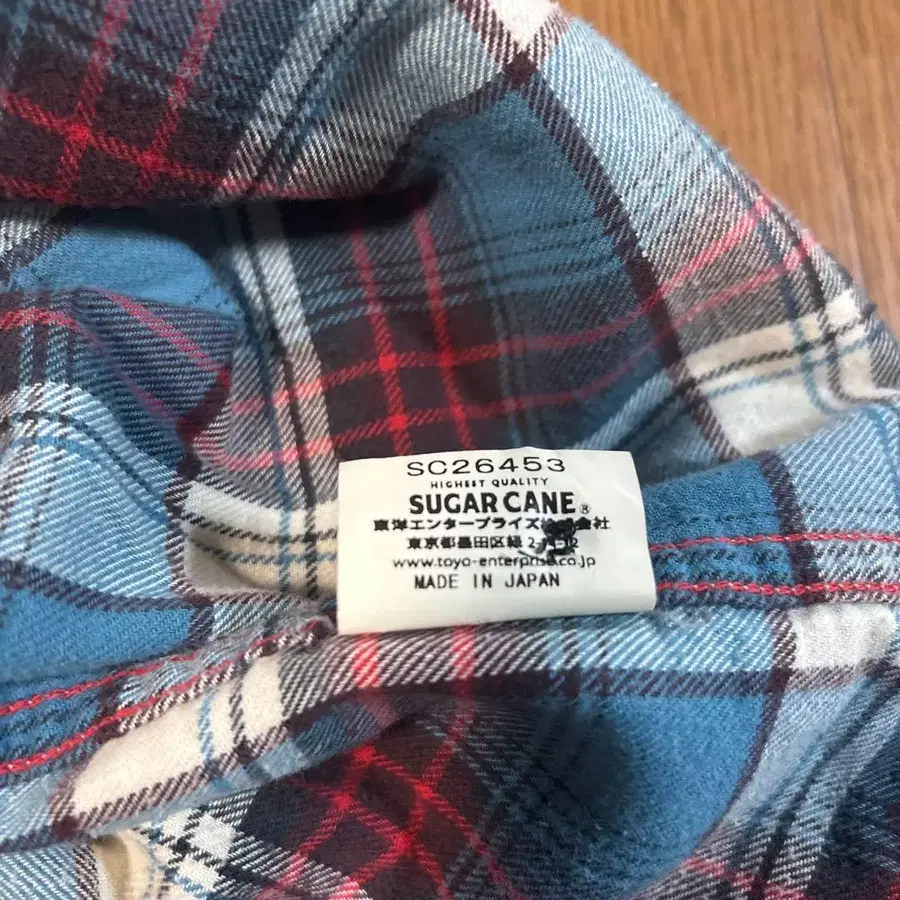 SC26453
HIGHEST QUALITY
SUGAR CANE®
東洋エンタープライズ株式会社
東京都墨田区緑
www.toyo-enterprise.co.jp
MADE IN JAPAN